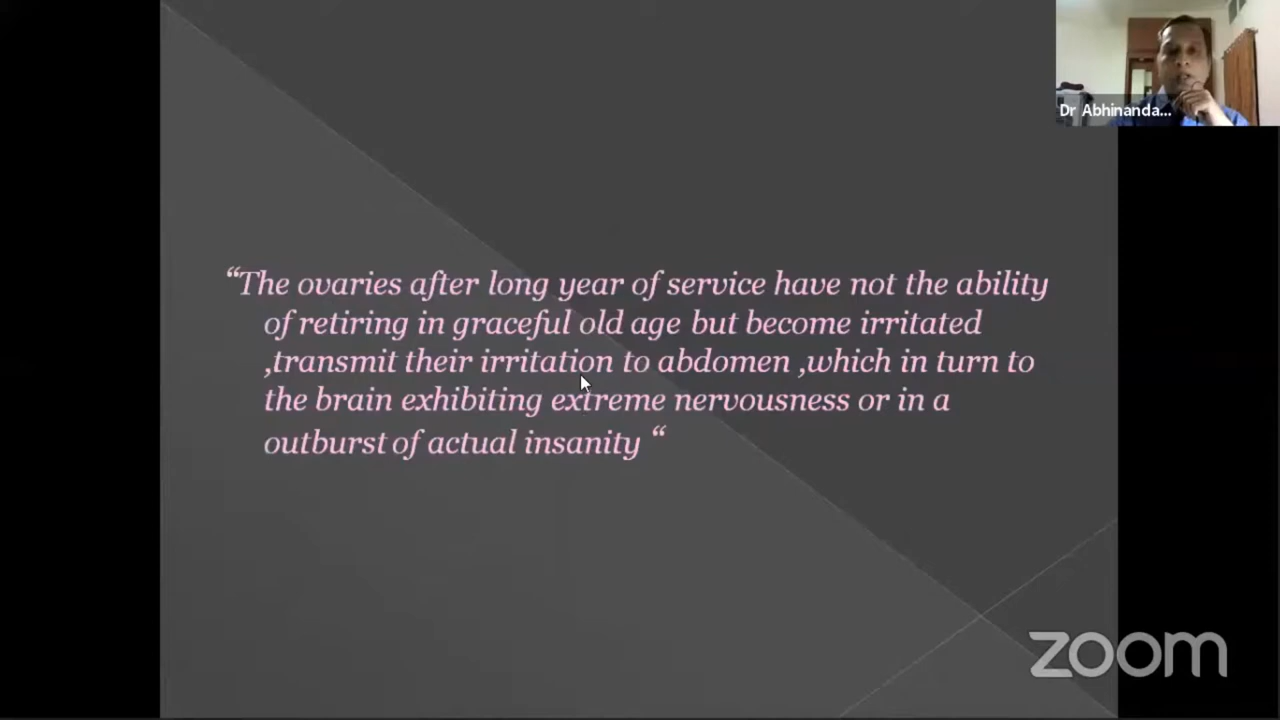 Dr Abhinanda...
“The ovaries after long year of service have not the ability
of retiring in graceful old age but become irritated
,transmit their irritation to abdomen ,which in turn to
the brain exhibiting extreme nervousness or in a
outburst of actual insanity “
zoom